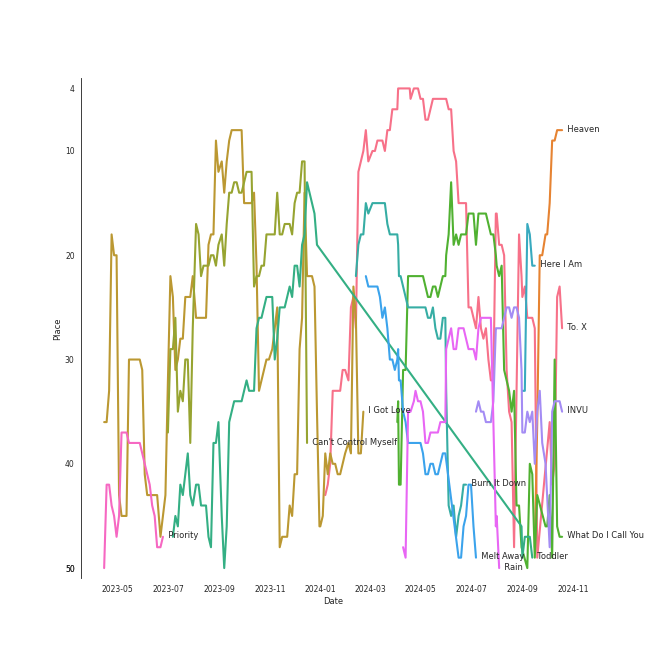 4
10
20
30
40
50
Place
Heaven
Here I Am
To. X
I Got Love
INVU
Can't Control Myself
Burn It Down
Priority
What Do I Call You
Melt Away
Toddler
Rain
2023-05
2023-07
2023-09
2023-11
2024-01
2024-03
2024-05
2024-07
2024-09
2024-11
Date